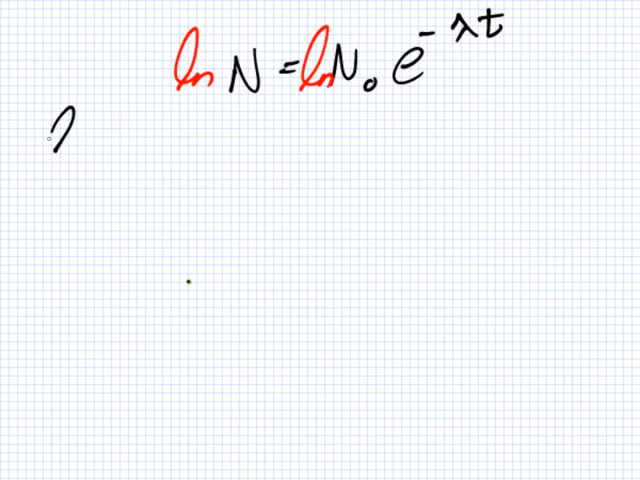 ln N = ln N₀ e^{-λt}